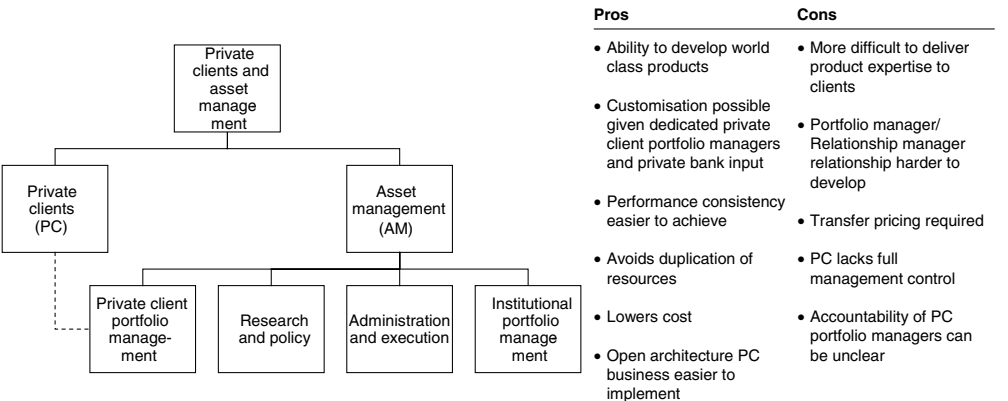 Private
clients and
asset
manage
ment
Private
clients
(PC)
Asset
management
(AM)
Private client
portfolio
manage-
ment
Research
and policy
Administration
and execution
Institutional
portfolio
manage
ment
Pros
• Ability to develop world
class products
• Customisation possible
given dedicated private
client portfolio managers
and private bank input
• Performance consistency
easier to achieve
• Avoids duplication of
resources
• Lowers cost
• Open architecture PC
business easier to
implement
Cons
• More difficult to deliver
product expertise to
clients
• Portfolio manager/
Relationship manager
relationship harder to
develop
• Transfer pricing required
• PC lacks full
management control
• Accountability of PC
portfolio managers can
be unclear